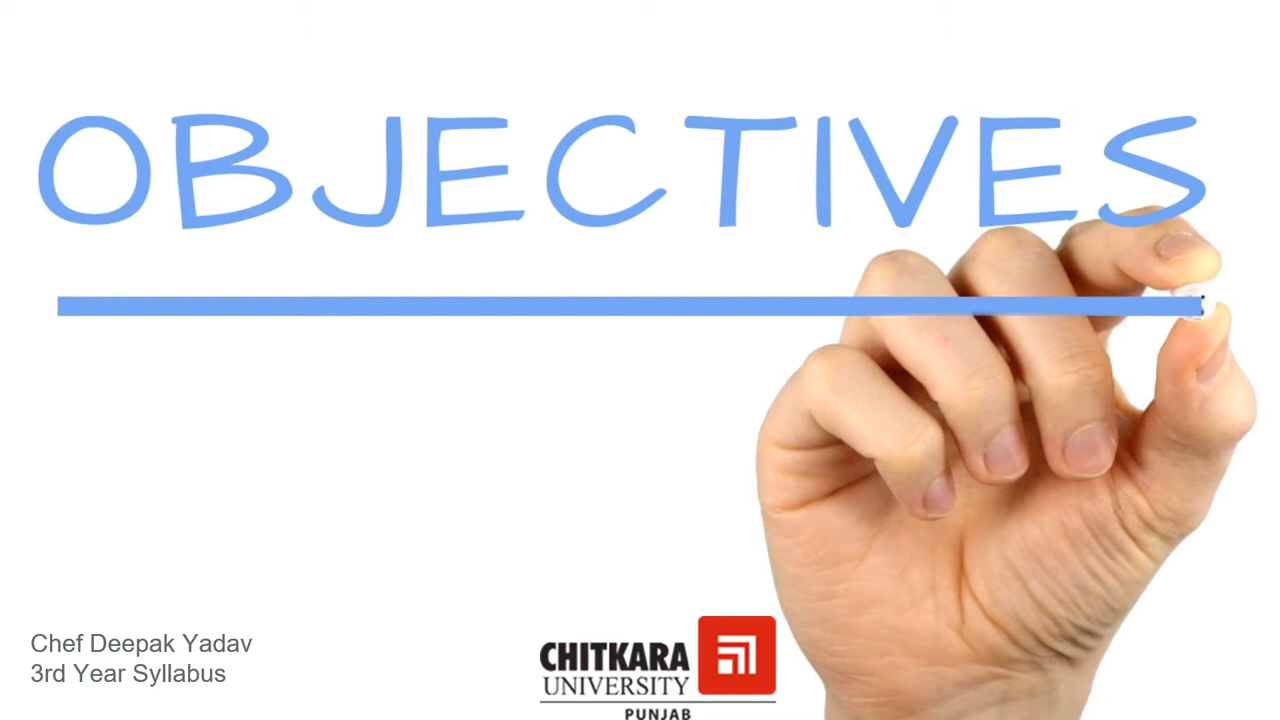 OBJECTIVES
Chef Deepak Yadav
3rd Year Syllabus
CHITKARA
UNIVERSITY
PUNJAB